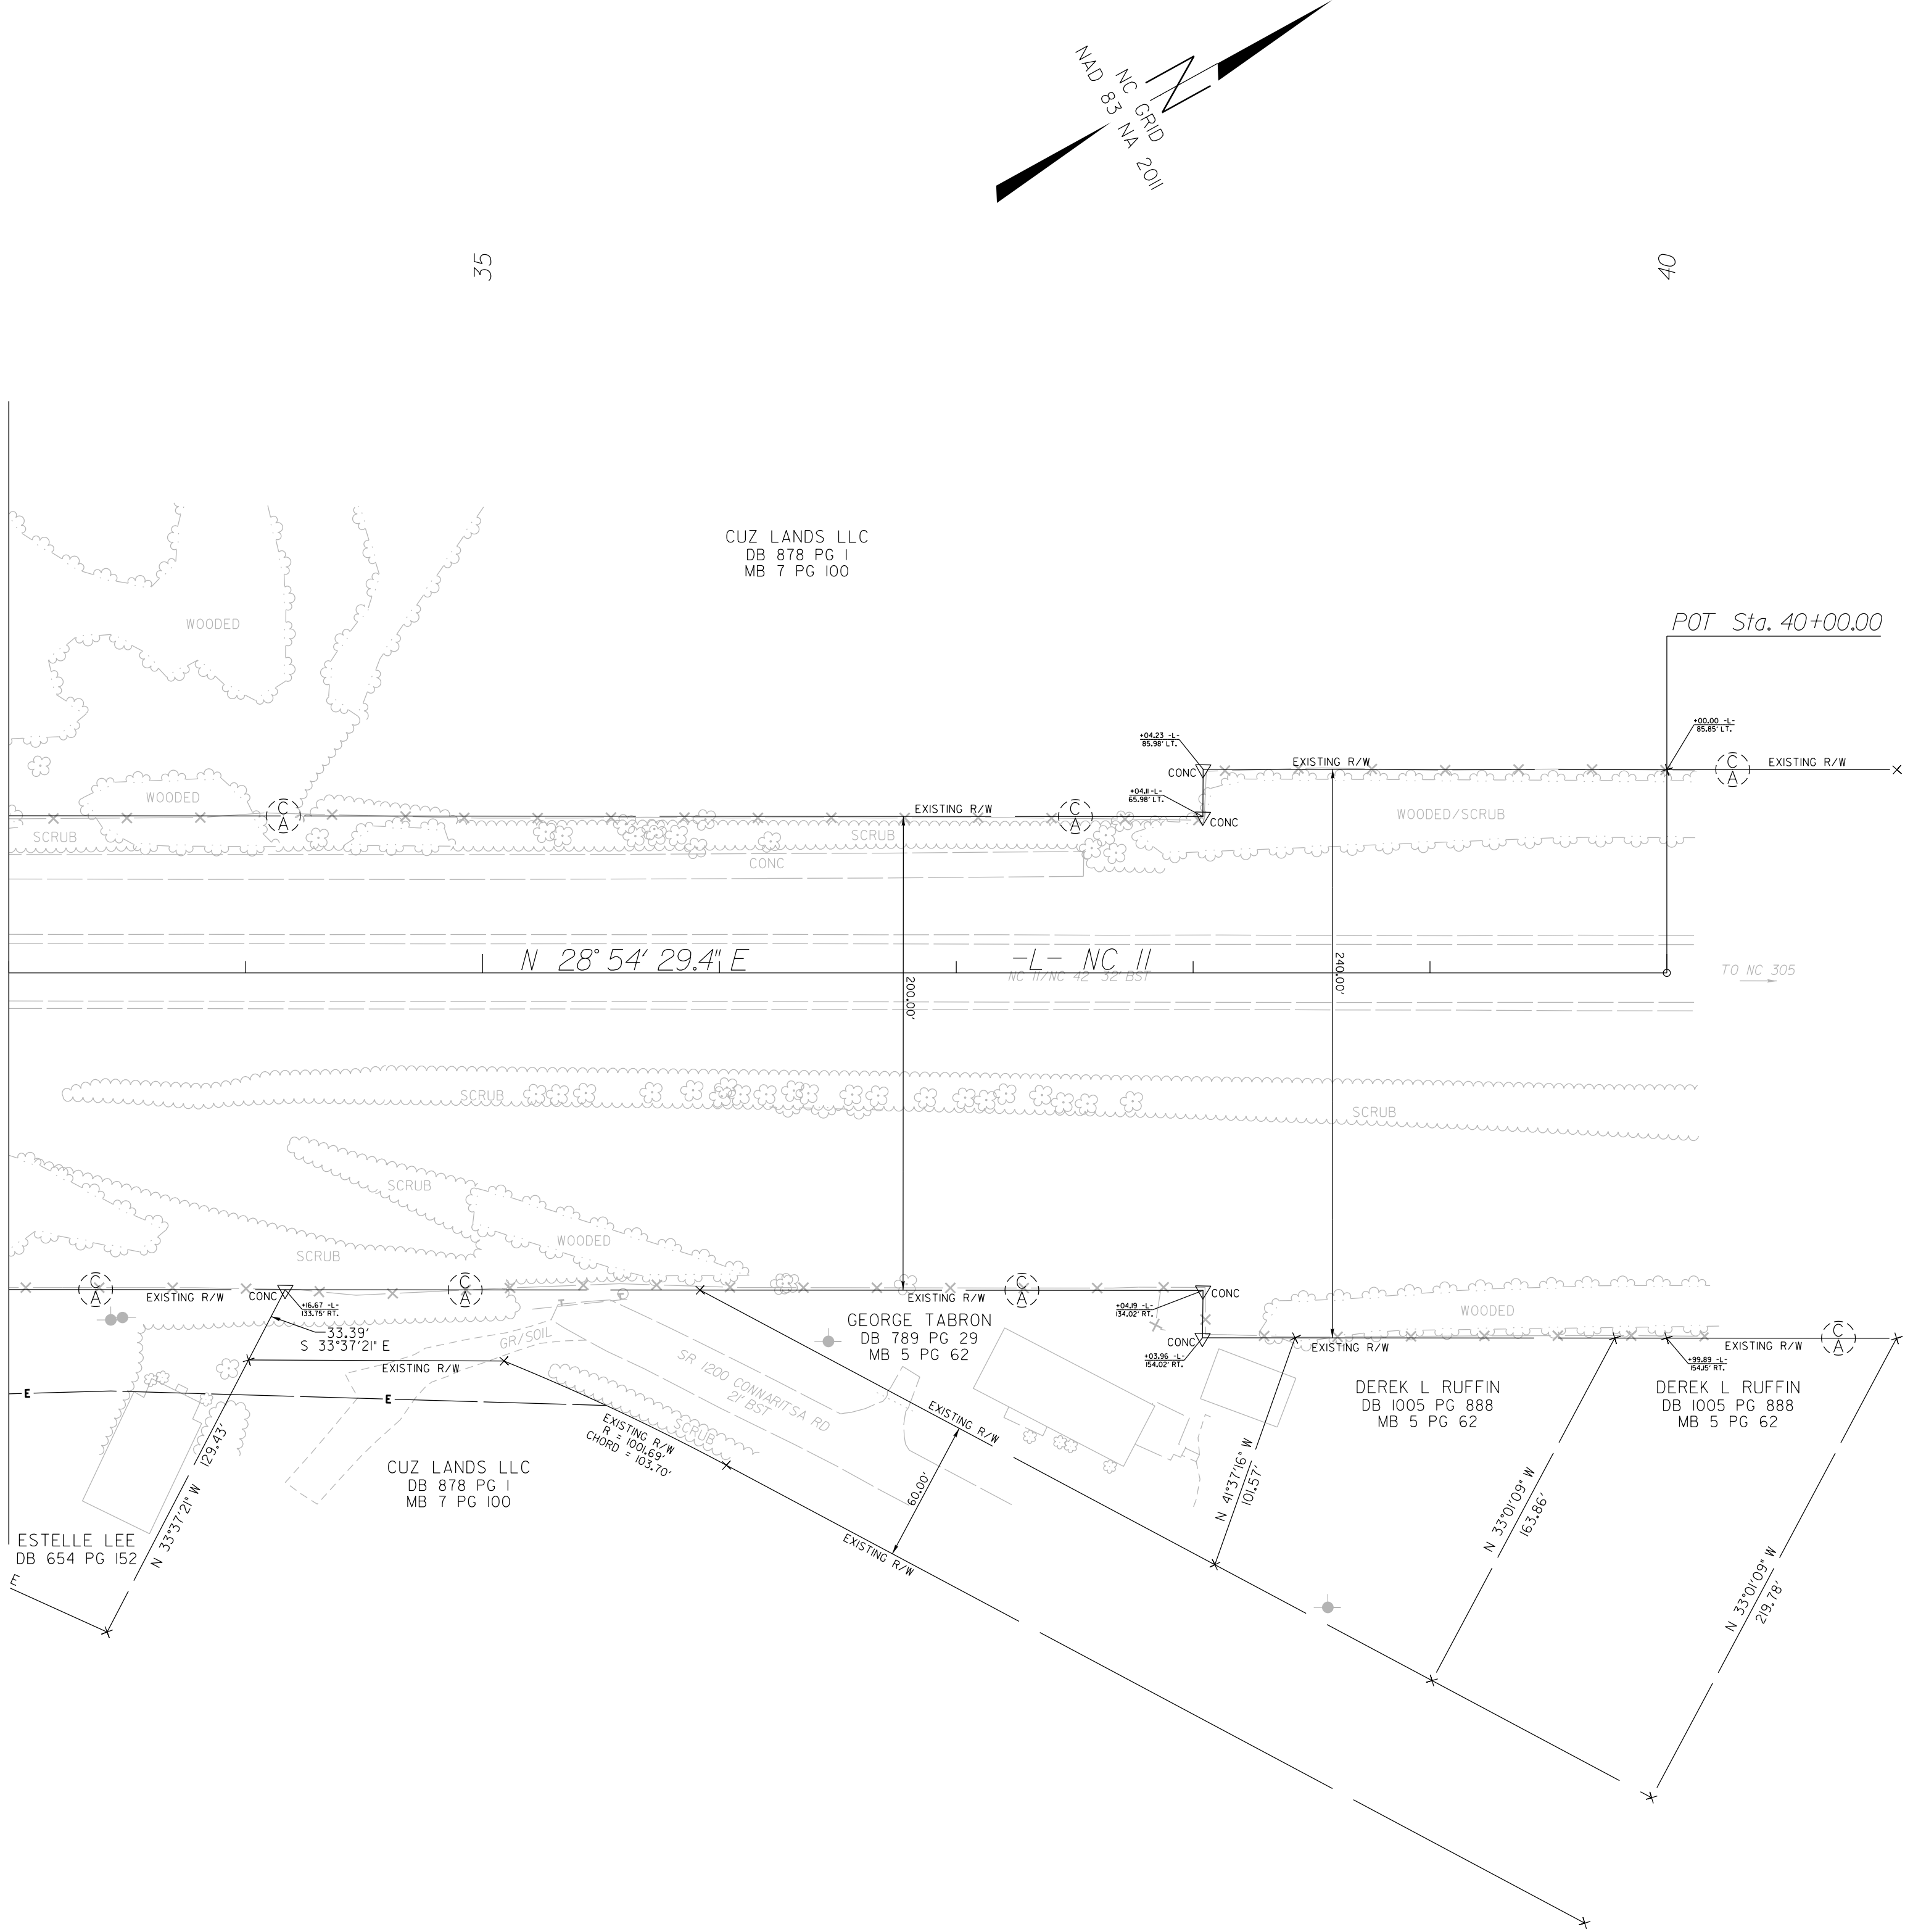 NC GRID
NAD 83 NA 2011
35
40
CUZ LANDS LLC
DB 878 PG 1
MB 7 PG 100
WOODED
POT Sta. 40+00.00
+00.00 -L-
85.85' LT.
+04.23 -L-
85.98' LT.
CONC
EXISTING R/W
C
A
EXISTING R/W
WOODED
+04.11 -L-
65.98' LT.
CONC
C
A
EXISTING R/W
C
A
SCRUB
SCRUB
CONC
WOODED/SCRUB
N 28° 54' 29.4" E
-L- NC 11
NC 11/NC 42 32' BST
200.00'
240.00'
TO NC 305
SCRUB
SCRUB
SCRUB
WOODED
SCRUB
C
A
EXISTING R/W
CONC
+16.67 -L-
133.75' RT.
C
A
EXISTING R/W
C
A
CONC
+04.19 -L-
134.02' RT.
WOODED
CONC
+03.96 -L-
154.02' RT.
EXISTING R/W
+99.89 -L-
154.15' RT.
EXISTING R/W
C
A
33.39'
S 33°37'21" E
GR/SOIL
EXISTING R/W
GEORGE TABRON
DB 789 PG 29
MB 5 PG 62
SR 1200 CONNARITSA RD
21' BST
DEREK L RUFFIN
DB 1005 PG 888
MB 5 PG 62
DEREK L RUFFIN
DB 1005 PG 888
MB 5 PG 62
E
E
EXISTING R/W
R = 1001.69'
CHORD = 103.70'
SCRUB
EXISTING R/W
60.00'
N 41°37'16" W
101.57'
CUZ LANDS LLC
DB 878 PG 1
MB 7 PG 100
N 33°37'21" W
129.43'
ESTELLE LEE
DB 654 PG 152
E
EXISTING R/W
N 33°01'09" W
163.86'
N 33°01'09" W
219.78'